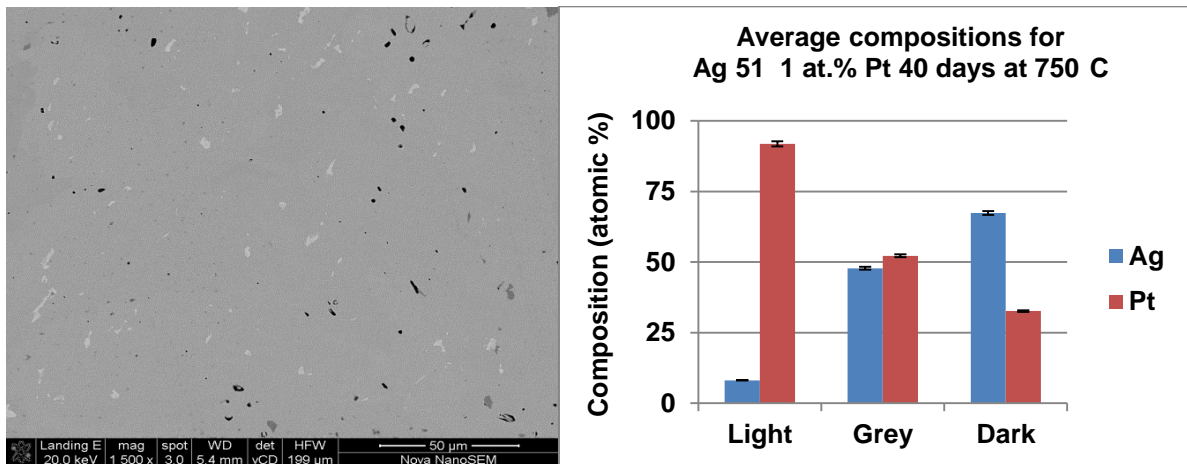 Landing E mag spot WD det HFW 50 µm
20.0 keV 1 500 x 3.0 5.4 mm vCD 199 µm Nova NanoSEM
Average compositions for
Ag 51 1 at.% Pt 40 days at 750 C
Composition (atomic %)
100
75
50
25
0
Light Grey Dark
Ag
Pt